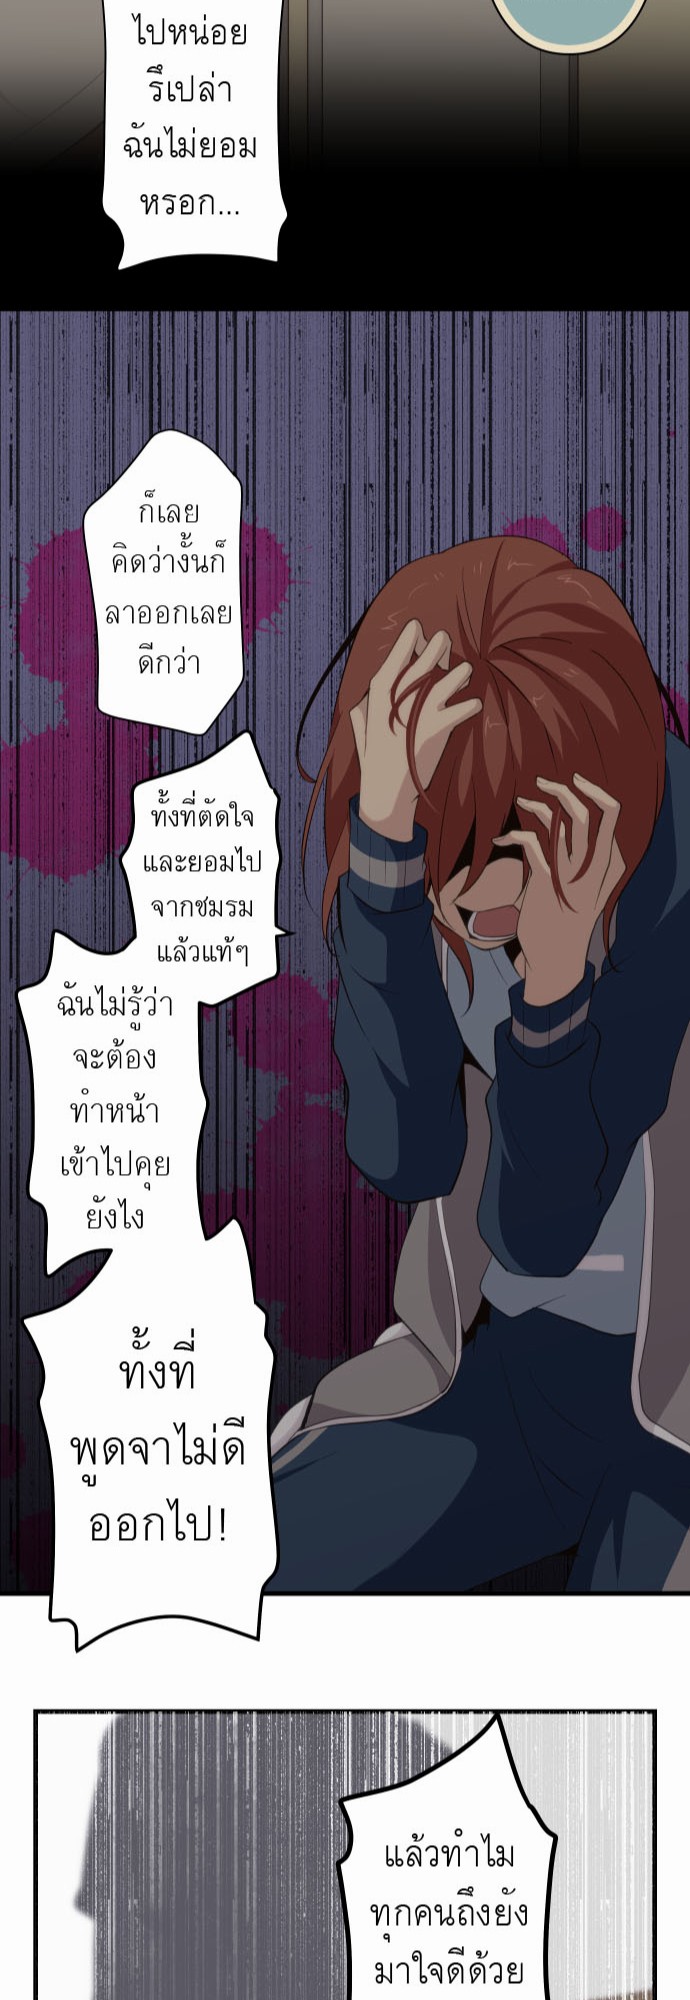 ไปหน่อย
รึเปล่า
ฉันไม่ยอม
หรอก...
ก็เลย
คิดว่างั้นก็
ลาออกเลย
ดีกว่า
ทั้งที่ตัดใจ
และยอมไป
จากชมรม
แล้วแท้ๆ
ฉันไม่รู้ว่า
จะต้อง
ทำหน้า
เข้าไปคุย
ยังไง
ทั้งที่
พูดจาไม่ดี
ออกไป!
แล้วทำไม
ทุกคนถึงยัง
มาใจดีด้วย